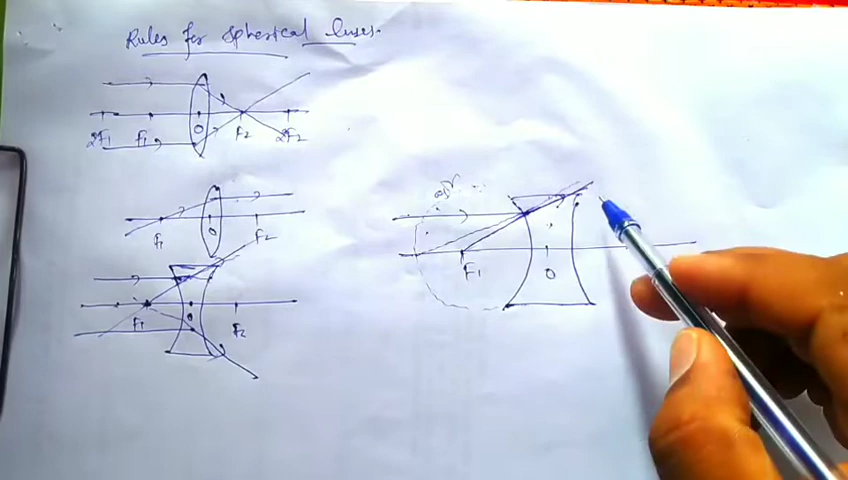 Rules for Spherical lenses.
2F1 F1 O F2 2F2
F1 O F2
F1 O F2
F1 O